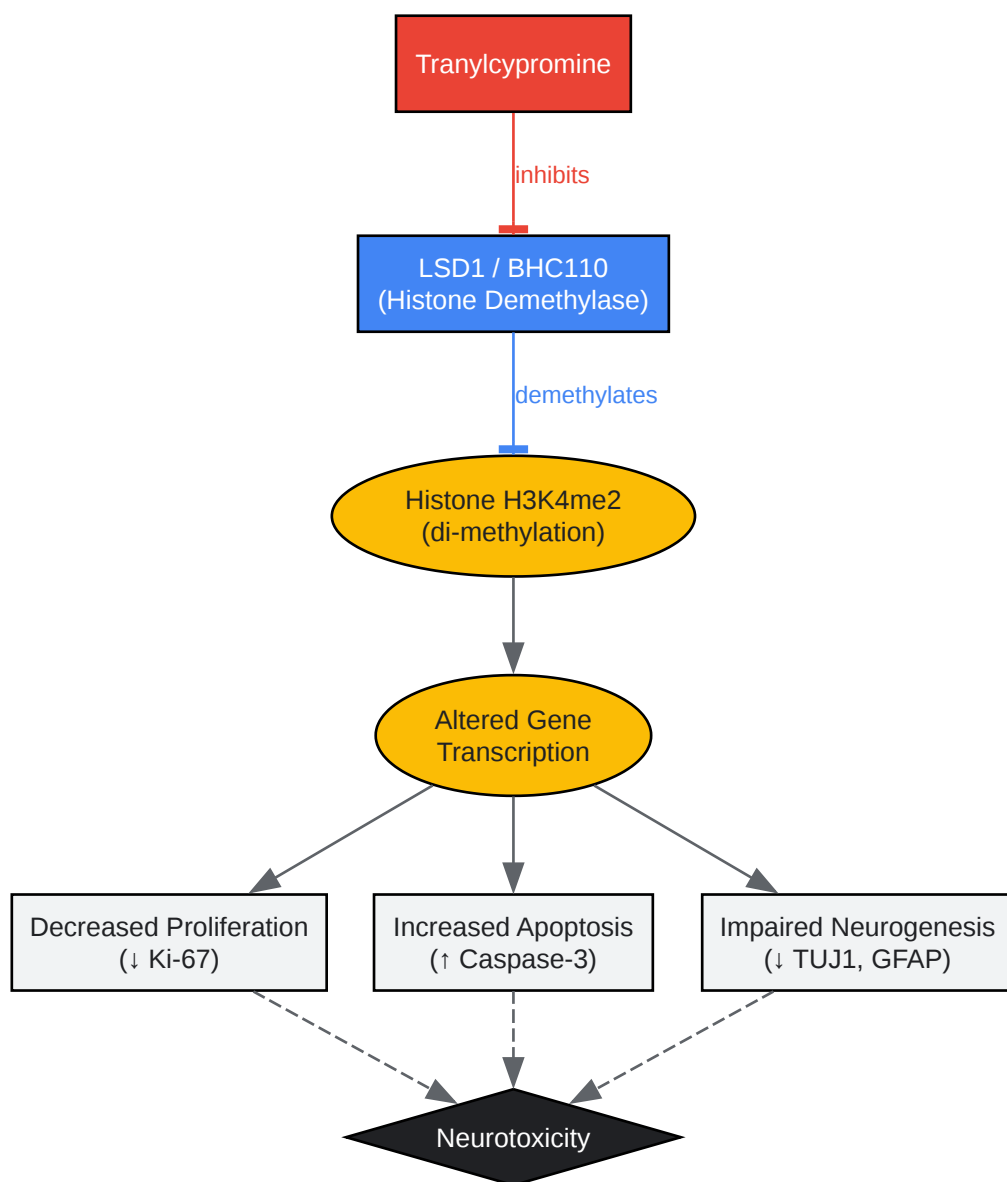 Tranylcypromine
inhibits
LSD1 / BHC110
(Histone Demethylase)
demethylates
Histone H3K4me2
(di-methylation)
Altered Gene
Transcription
Decreased Proliferation
(↓ Ki-67)
Increased Apoptosis
(↑ Caspase-3)
Impaired Neurogenesis
(↓ TUJ1, GFAP)
Neurotoxicity